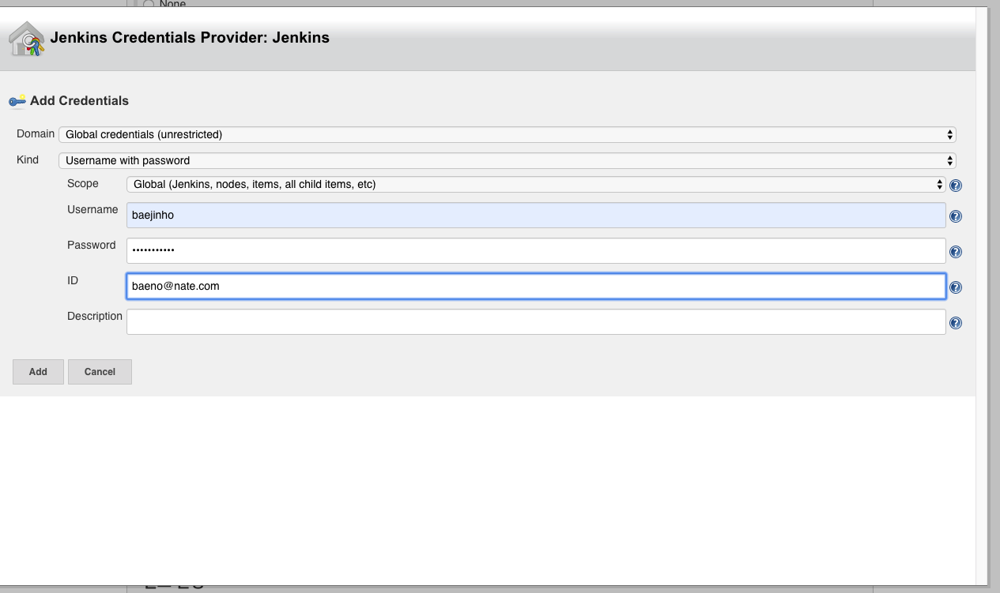 None
Jenkins Credentials Provider: Jenkins
Add Credentials
Domain Global credentials (unrestricted)
Kind Username with password
Scope Global (Jenkins, nodes, items, all child items, etc)
Username baejinho
Password •••••••••••
ID baeno@nate.com
Description
Add Cancel